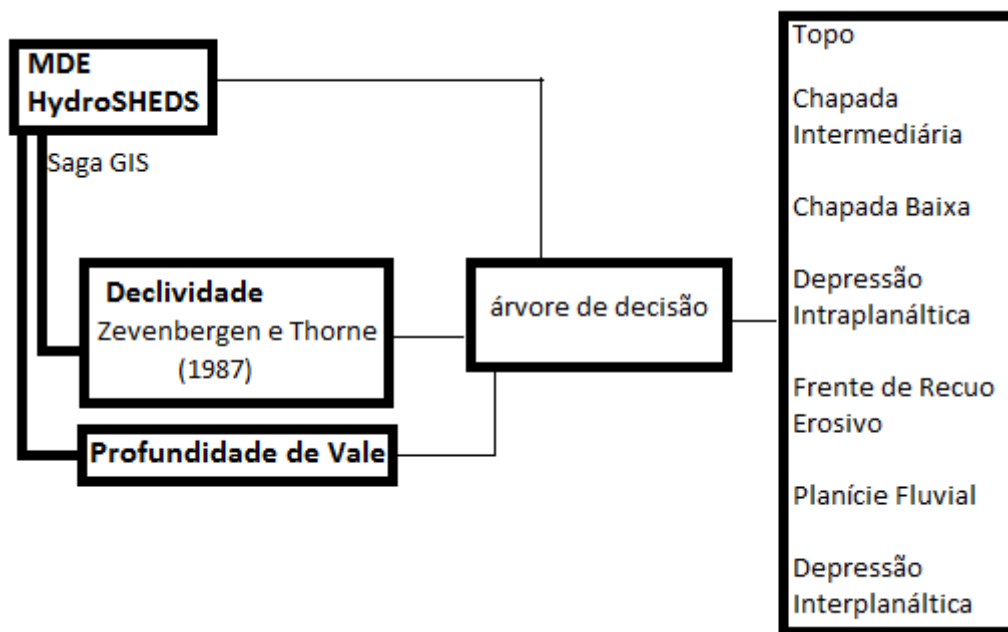 MDE
HydroSHEDS
Saga GIS
Declividade
Zevenbergen e Thorne
(1987)
Profundidade de Vale
árvore de decisão
Topo
Chapada
Intermediária
Chapada Baixa
Depressão
Intraplanáltica
Frente de Recuo
Erosivo
Planície Fluvial
Depressão
Interplanáltica